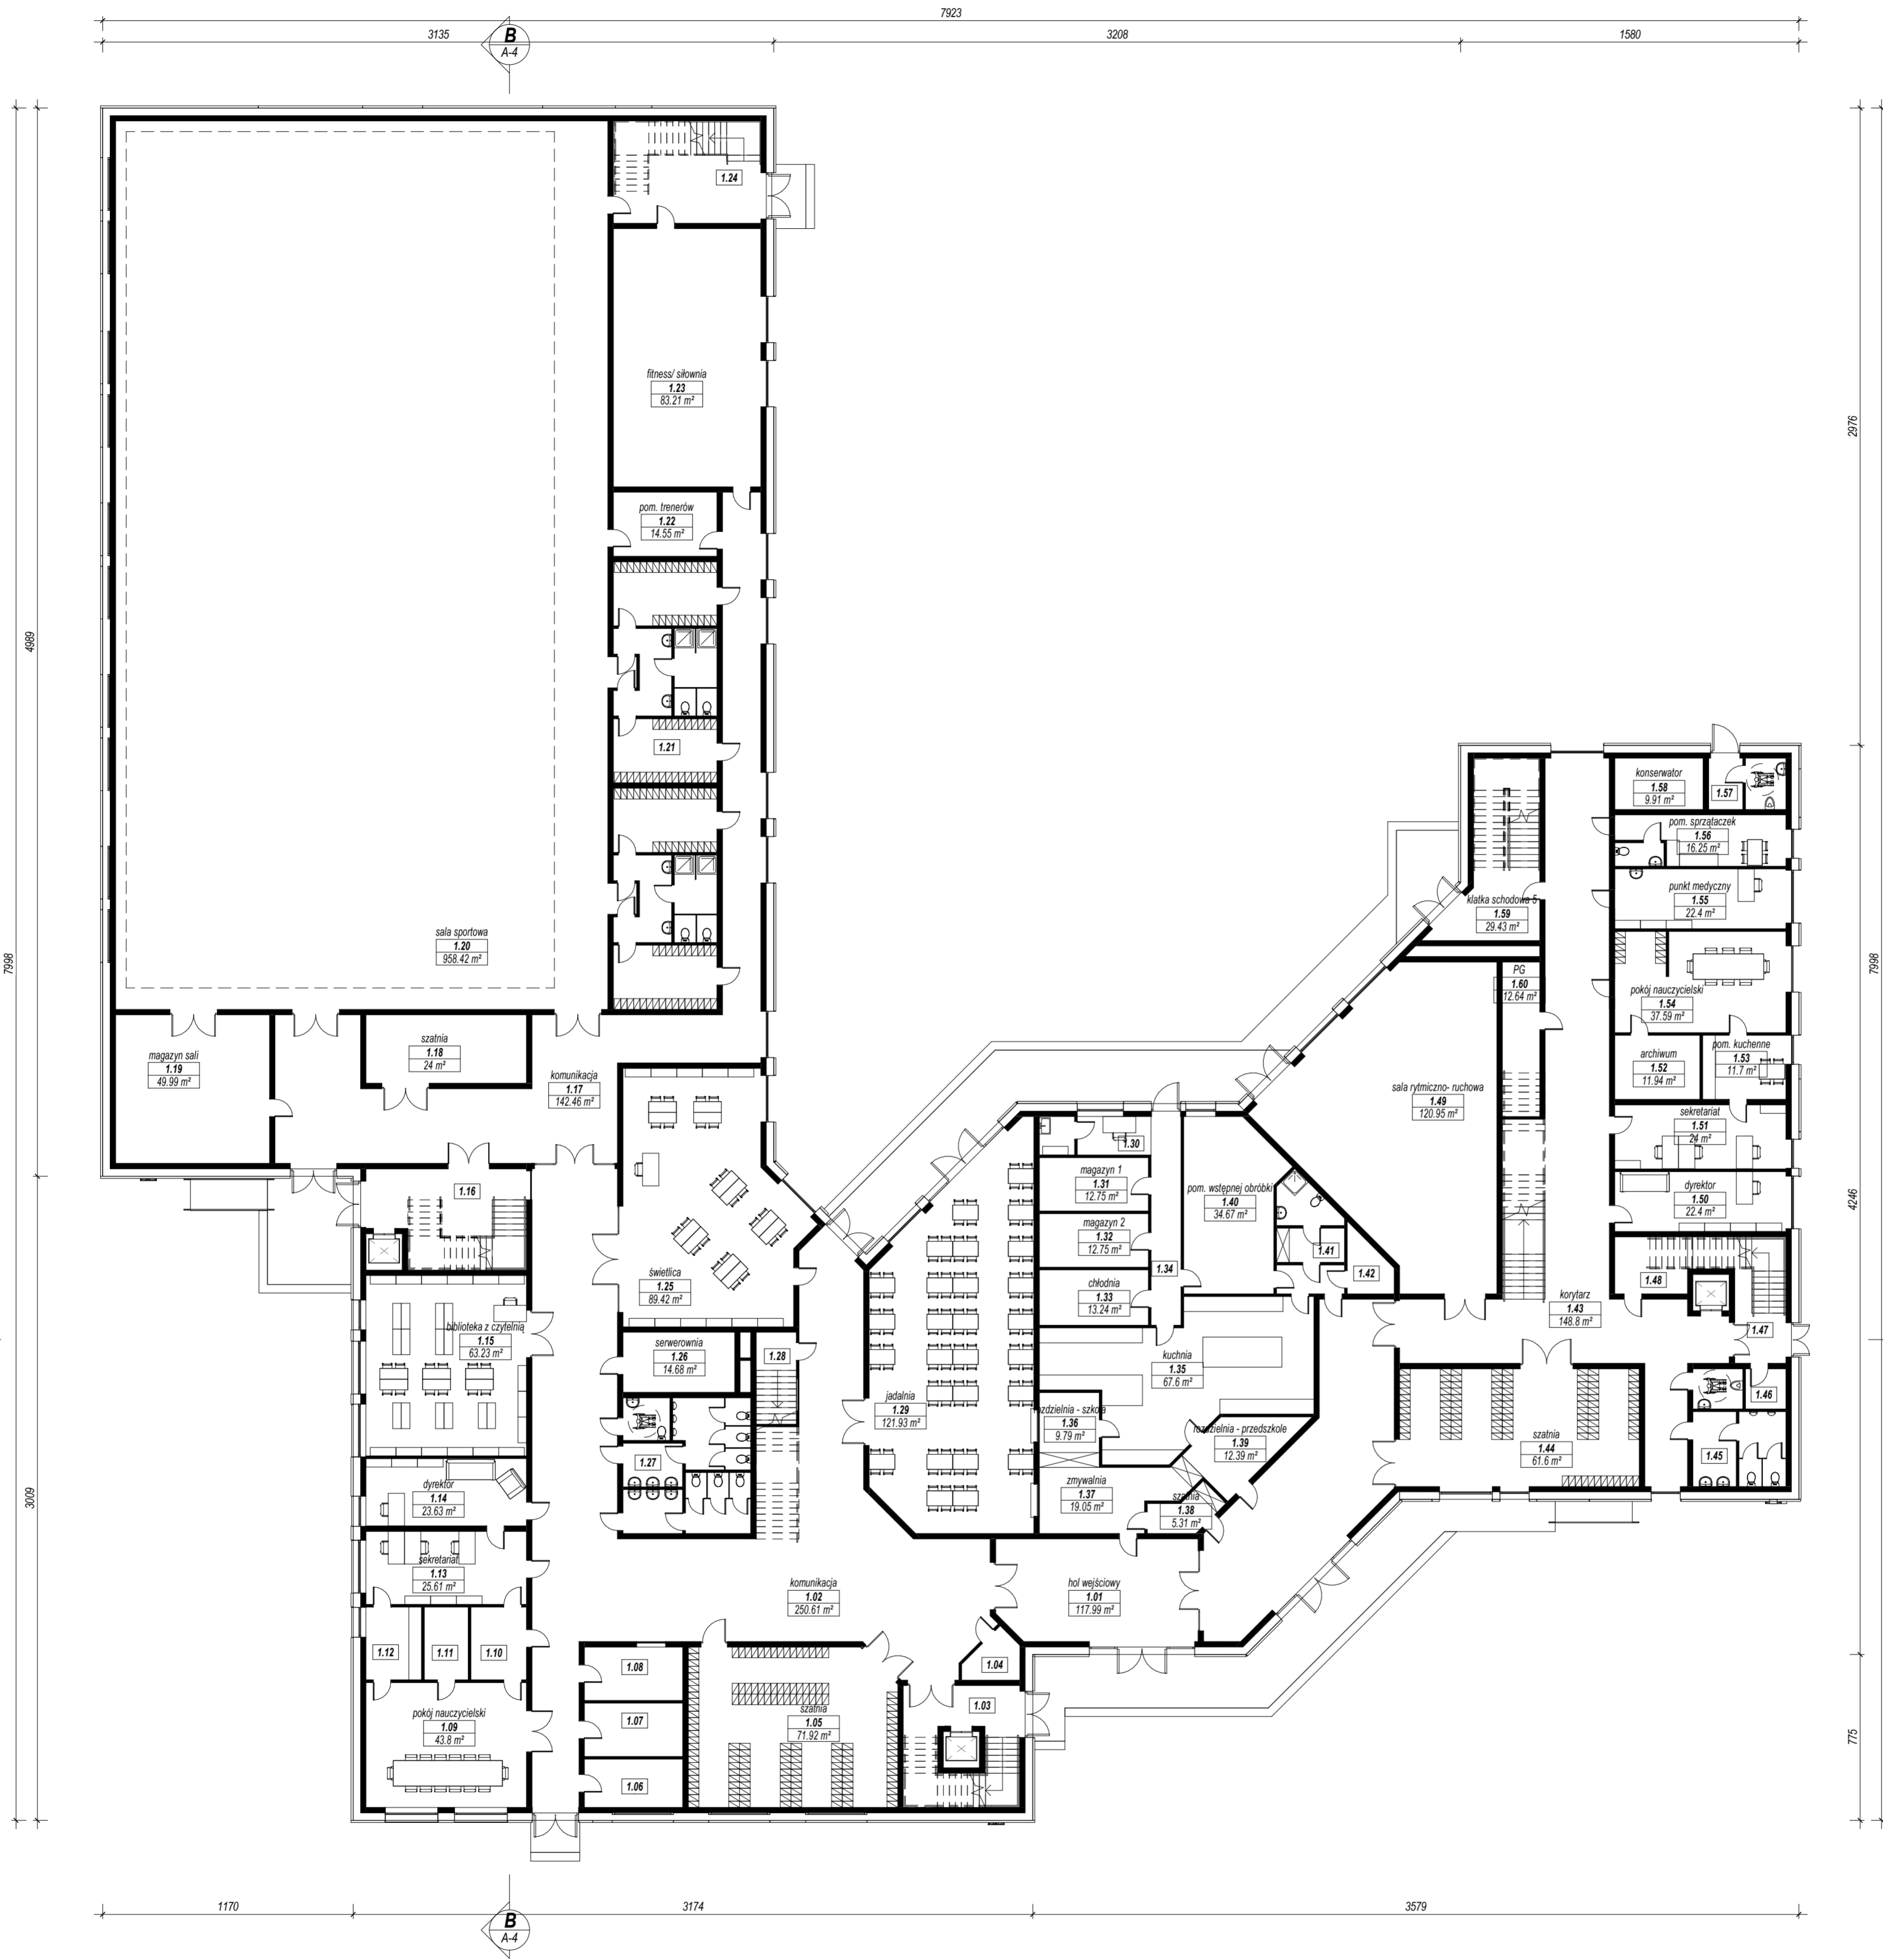 7923
3135
3208
1580
B
A-4
1.24
fitness/ siłownia
1.23
83.21 m²
2976
pom. trenerów
1.22
14.55 m²
4989
1.21
konserwator
1.58
9.91 m²
1.57
pom. sprzątaczek
1.56
16.25 m²
punkt medyczny
1.55
22.4 m²
klatka schodowa 5
1.59
29.43 m²
sala sportowa
1.20
958.42 m²
7998
7998
PG
1.60
12.64 m²
pokój nauczycielski
1.54
37.59 m²
szatnia
1.18
24 m²
magazyn sali
1.19
49.99 m²
komunikacja
1.17
142.46 m²
archiwum
1.52
11.94 m²
pom. kuchenne
1.53
11.7 m²
sala rytmiczno- ruchowa
1.49
120.95 m²
sekretariat
1.51
24 m²
1.30
magazyn 1
1.31
12.75 m²
pom. wstępnej obróbki
1.40
34.67 m²
dyrektor
1.50
22.4 m²
4246
1.16
magazyn 2
1.32
12.75 m²
1.41
świetlica
1.25
89.42 m²
chłodnia
1.33
13.24 m²
1.34
1.42
1.48
korytarz
1.43
148.8 m²
1.47
biblioteka z czytelnią
1.15
63.23 m²
serwerownia
1.26
14.68 m²
1.28
kuchnia
1.35
67.6 m²
jadalnia
1.29
121.93 m²
1.46
rozdzielnia - szkoła
1.36
9.79 m²
rozdzielnia - przedszkole
1.39
12.39 m²
szatnia
1.44
61.6 m²
1.45
1.27
dyrektor
1.14
23.63 m²
zmywalnia
1.37
19.05 m²
szatnia
1.38
5.31 m²
3009
sekretariat
1.13
25.61 m²
komunikacja
1.02
250.61 m²
hol wejściowy
1.01
117.99 m²
1.12
1.11
1.10
1.08
1.04
pokój nauczycielski
1.09
43.8 m²
1.07
szatnia
1.05
71.92 m²
1.03
775
1.06
1170
3174
3579
B
A-4